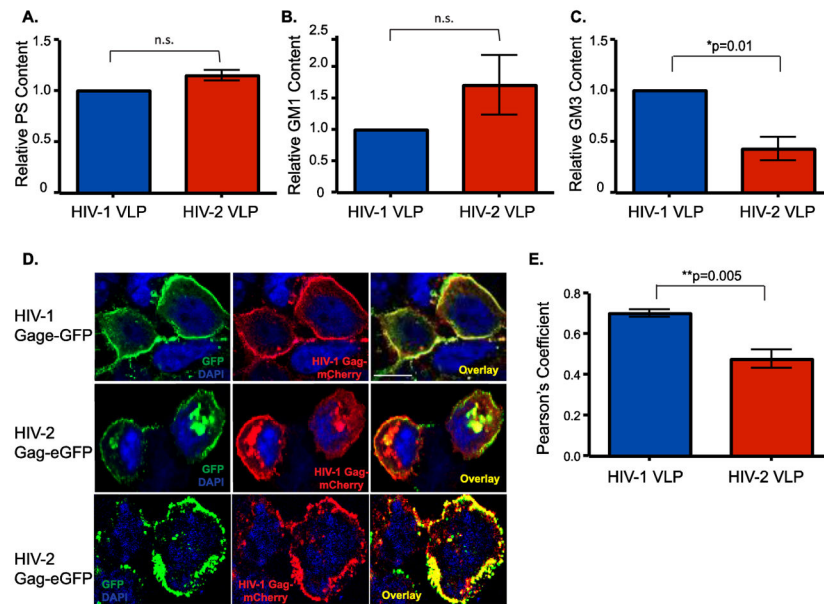 A.
n.s.
Relative PS Content
1.5
1.0
0.5
0
HIV-1 VLP
HIV-2 VLP
B.
n.s.
Relative GM1 Content
2.5
2.0
1.5
1.0
0.5
0
HIV-1 VLP
HIV-2 VLP
C.
*p=0.01
Relative GM3 Content
1.5
1.0
0.5
0
HIV-1 VLP
HIV-2 VLP
D.
HIV-1
Gage-GFP
GFP
DAPI
HIV-1 Gag-
mCherry
Overlay
HIV-2
Gag-eGFP
GFP
DAPI
HIV-1 Gag-
mCherry
Overlay
HIV-2
Gag-eGFP
GFP
DAPI
HIV-1 Gag-
mCherry
Overlay
E.
**p=0.005
Pearson's Coefficient
0.8
0.6
0.4
0.2
0.0
HIV-1 VLP
HIV-2 VLP